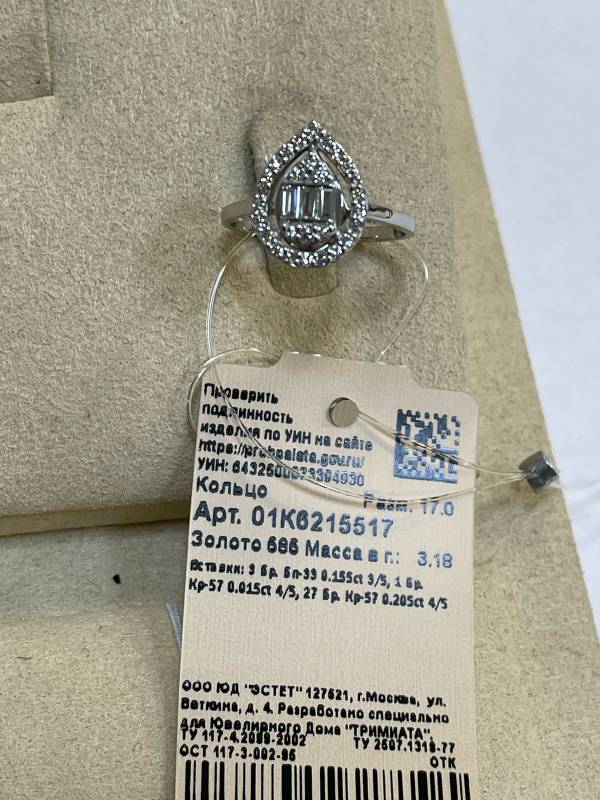 Проверить
подлинность
изделия по УИН на сайте
https://probpalata.gov.ru/
УИН:
Кольцо Разм. 17.0
Арт. 01К6215517
Золото 585 Масса в г.: 3.18
Вставки: 3 бр. Бп-33 0.155ct 3/5, 1 бр.
Кр-57 0.015ct 4/5, 27 бр. Кр-57 0.205ct 4/5
ООО ЮД "ЭСТЕТ" 127521, г.Москва, ул.
Веткина, д. 4. Разработано специально
для Ювелирного Дома "ТРИМИАТА".
ТУ 117-4.2099-2002 ТУ 2507.1319-77
ОСТ 117-3-002-95 ОТК